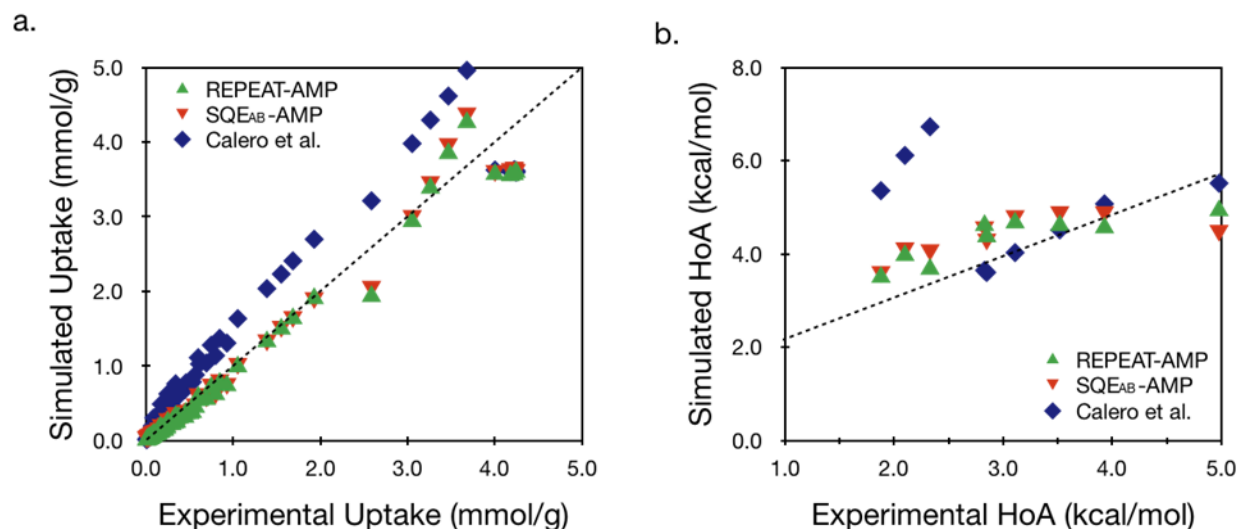 a.
Simulated Uptake (mmol/g)
5.0
4.0
3.0
2.0
1.0
0.0
REPEAT-AMP
SQEAB-AMP
Calero et al.
0.0 1.0 2.0 3.0 4.0 5.0
Experimental Uptake (mmol/g)
b.
Simulated HoA (kcal/mol)
8.0
6.0
4.0
2.0
0.0
REPEAT-AMP
SQEAB-AMP
Calero et al.
1.0 2.0 3.0 4.0 5.0
Experimental HoA (kcal/mol)